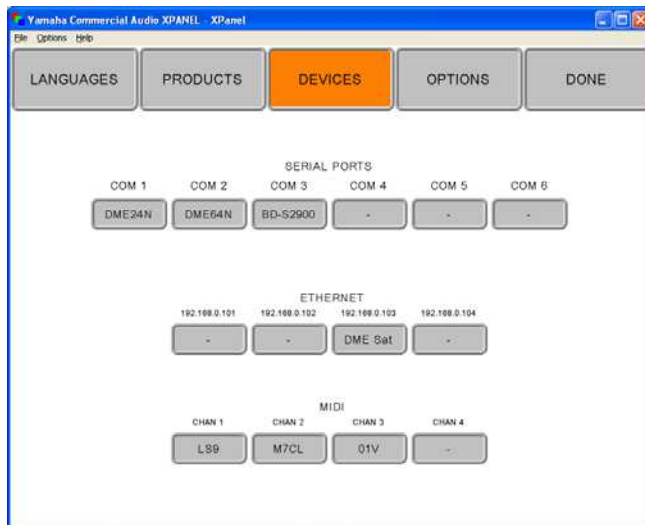 Yamaha Commercial Audio XPANEL - XPanel
File Options Help
LANGUAGES PRODUCTS DEVICES OPTIONS DONE
SERIAL PORTS
COM 1 COM 2 COM 3 COM 4 COM 5 COM 6
DME24N DME64N BD-S2900 - - -
ETHERNET
192.168.0.101 192.168.0.102 192.168.0.103 192.168.0.104
- - DME Sat -
MIDI
CHAN 1 CHAN 2 CHAN 3 CHAN 4
LS9 M7CL 01V -